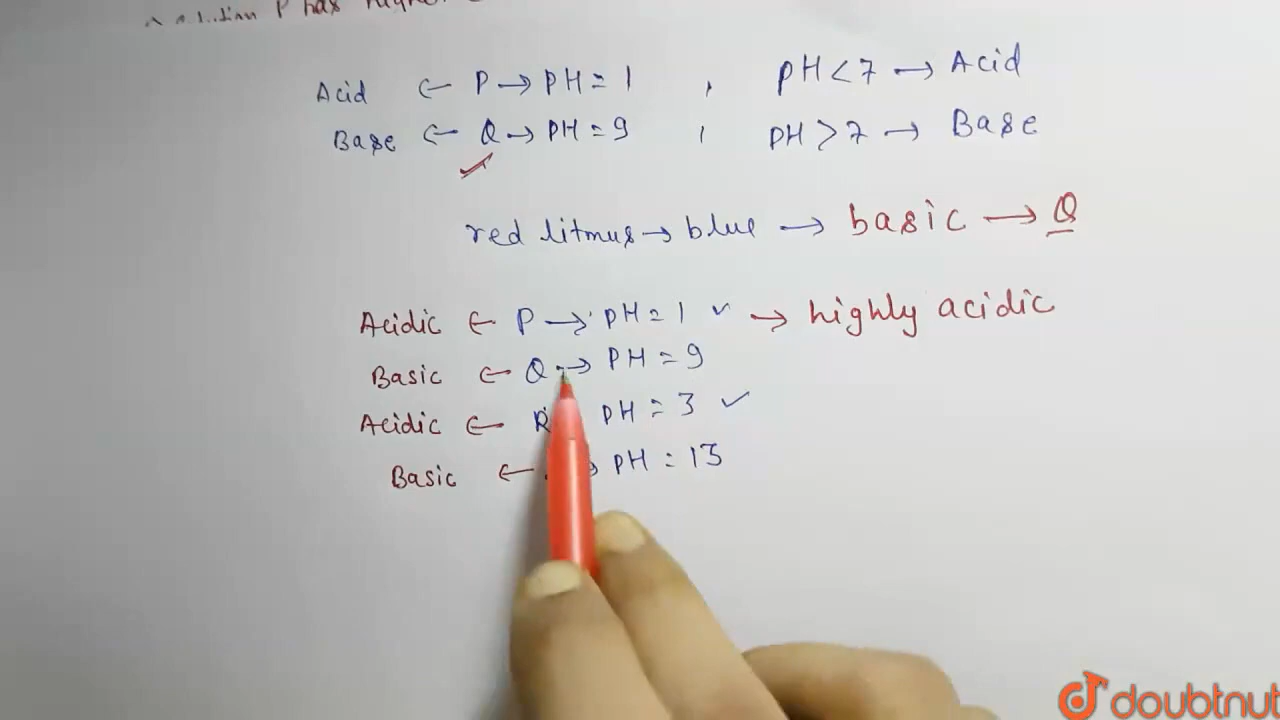 P has
Acid ← P → PH = 1 , PH < 7 → Acid
Base ← Q → PH = 9 , PH > 7 → Base
red litmus → blue → basic → Q
Acidic ← P → PH = 1 ✓ → highly acidic
Basic ← Q → PH = 9
Acidic ← R PH = 3 ✓
Basic ← → PH = 13
doubtnut